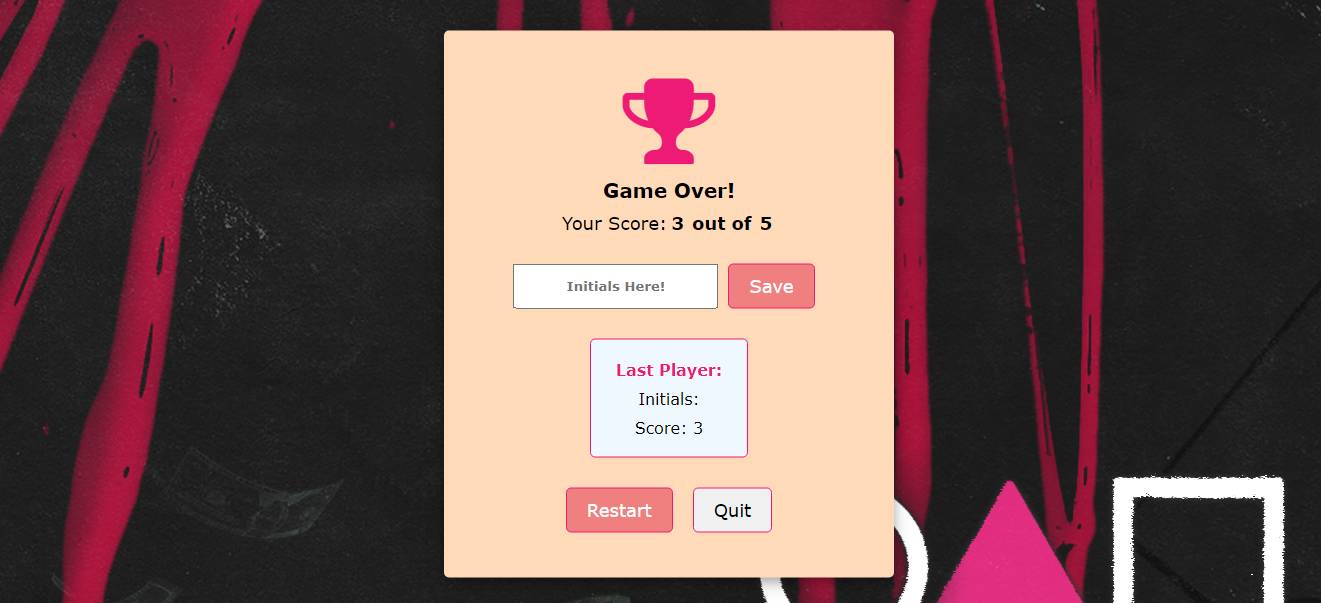 Game Over!
Your Score: 3 out of 5
Initials Here! Save
Last Player:
Initials:
Score: 3
Restart Quit